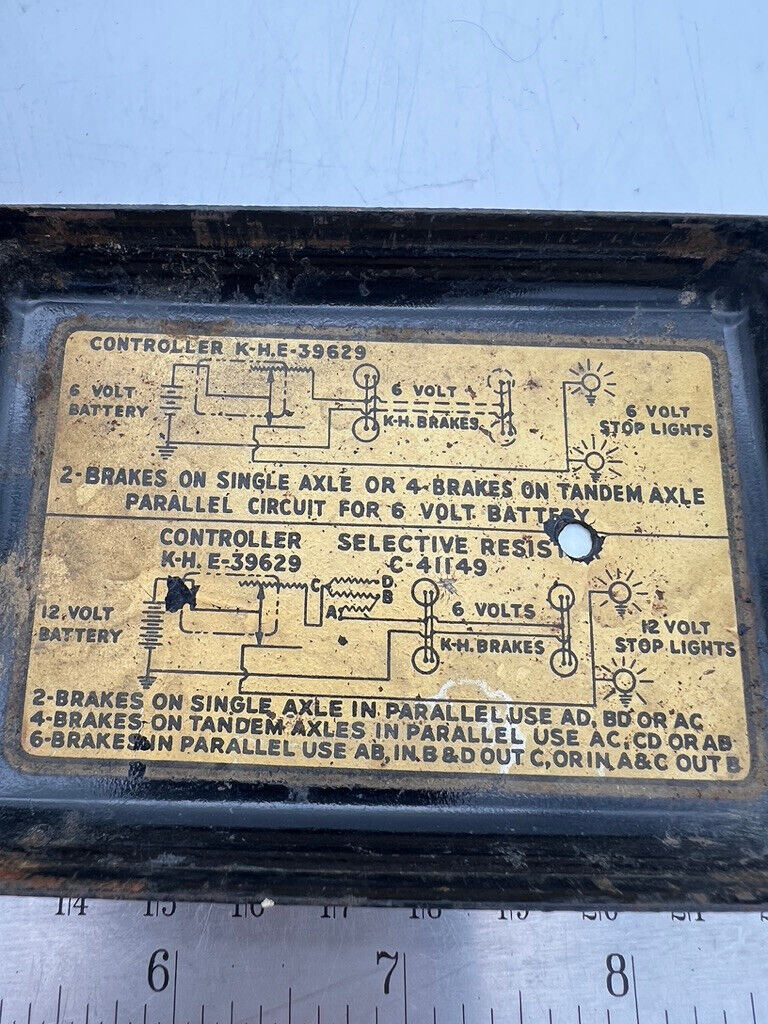 CONTROLLER K-H.E-39629
6 VOLT
BATTERY
6 VOLT
K-H. BRAKES
6 VOLT
STOP LIGHTS
2-BRAKES ON SINGLE AXLE OR 4-BRAKES ON TANDEM AXLE
PARALLEL CIRCUIT FOR 6 VOLT BATTERY
CONTROLLER
K-H. E-39629
SELECTIVE RESIST
C-41149
12 VOLT
BATTERY
C
D
B
A
6 VOLTS
K-H. BRAKES
12 VOLT
STOP LIGHTS
2-BRAKES ON SINGLE AXLE IN PARALLEL USE AD, BD OR AC
4-BRAKES ON TANDEM AXLES IN PARALLEL USE AC, CD OR AB
6-BRAKES IN PARALLEL USE AB, IN B & D OUT C, OR IN A & C OUT B
14 15 16 17 18 19 20 21
6 7 8